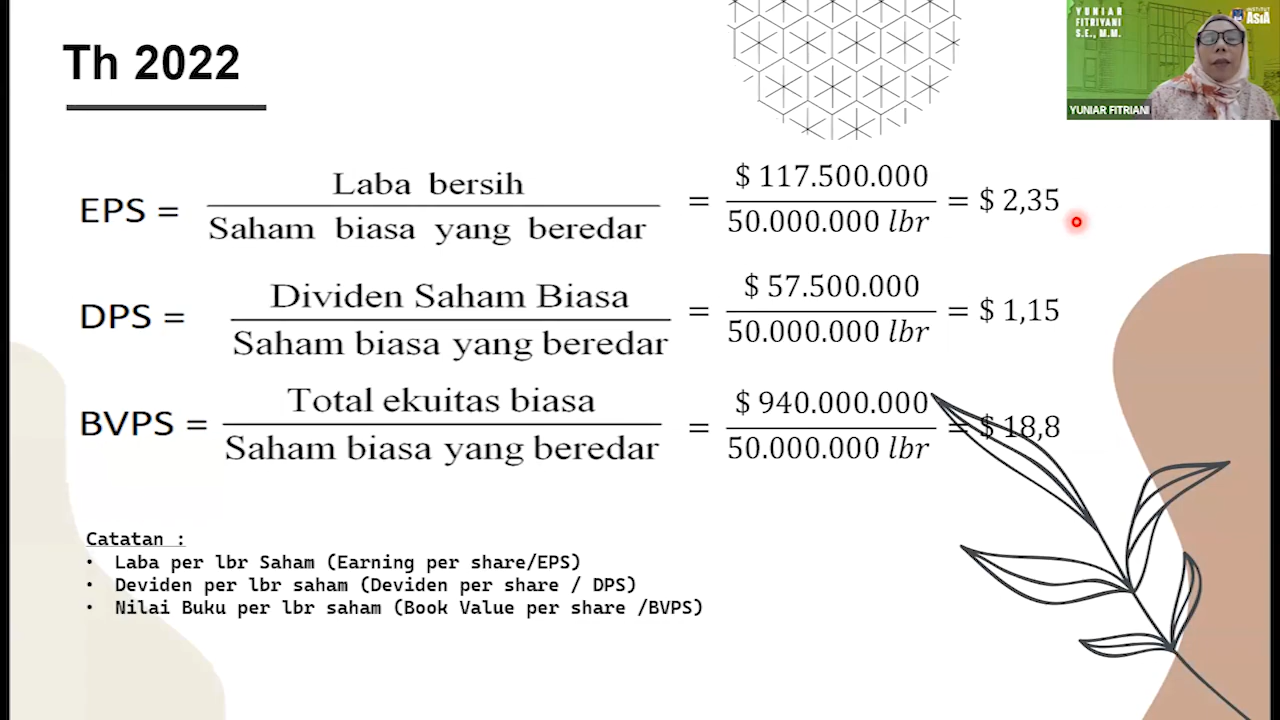 Th 2022
YUNIAR
FITRIYANI
S.E., M.M.
INSTITUT
ASIA
YUNIAR FITRIANI
EPS = Laba bersih / Saham biasa yang beredar = $ 117.500.000 / 50.000.000 lbr = $ 2,35
DPS = Dividen Saham Biasa / Saham biasa yang beredar = $ 57.500.000 / 50.000.000 lbr = $ 1,15
BVPS = Total ekuitas biasa / Saham biasa yang beredar = $ 940.000.000 / 50.000.000 lbr = $ 18,8
Catatan :
• Laba per lbr Saham (Earning per share/EPS)
• Deviden per lbr saham (Deviden per share / DPS)
• Nilai Buku per lbr saham (Book Value per share /BVPS)